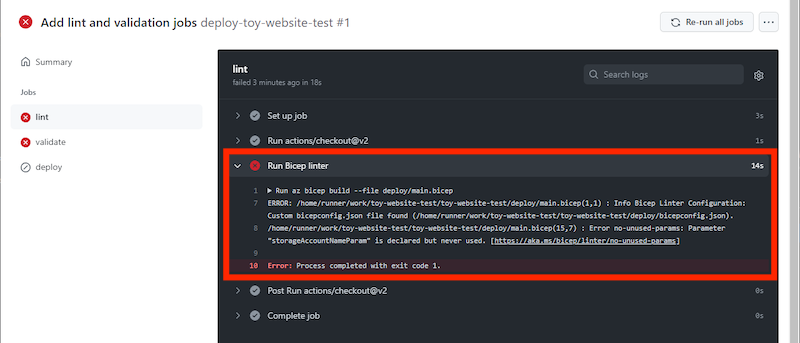 Add lint and validation jobs deploy-toy-website-test #1
Re-run all jobs
Summary
Jobs
lint
validate
deploy
lint
failed 3 minutes ago in 18s
Search logs
Set up job 3s
Run actions/checkout@v2 1s
Run Bicep linter 14s
1 ▶ Run az bicep build --file deploy/main.bicep
7 ERROR: /home/runner/work/toy-website-test/toy-website-test/deploy/main.bicep(1,1) : Info Bicep Linter Configuration:
Custom bicepconfig.json file found (/home/runner/work/toy-website-test/toy-website-test/deploy/bicepconfig.json).
8 /home/runner/work/toy-website-test/toy-website-test/deploy/main.bicep(15,7) : Error no-unused-params: Parameter
"storageAccountNameParam" is declared but never used. [https://aka.ms/bicep/linter/no-unused-params]
9
10 Error: Process completed with exit code 1.
Post Run actions/checkout@v2 0s
Complete job 0s